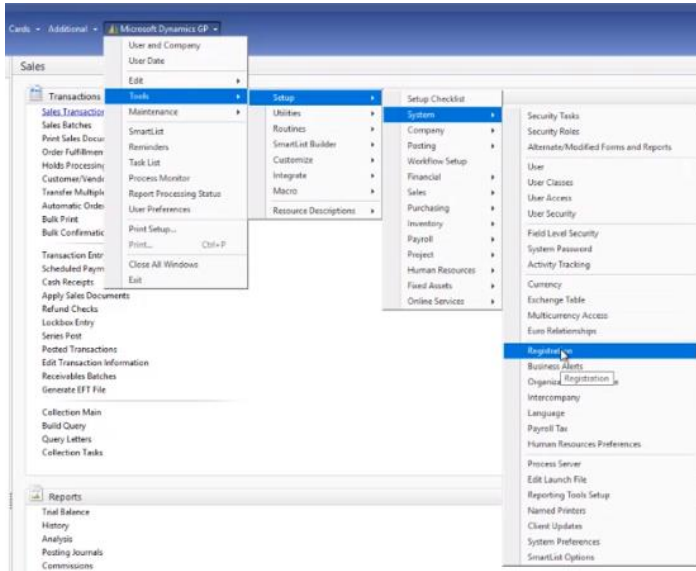 Cards Additional Microsoft Dynamics GP
Sales
Transactions
Sales Transaction
Sales Batches
Print Sales Docu
Order Fulfillmen
Holds Processing
Customer/Vendo
Transfer Multiple
Automatic Orde
Bulk Print
Bulk Confirmatic
Transaction Entr
Scheduled Paym
Cash Receipts
Apply Sales Documents
Refund Checks
Lockbox Entry
Series Post
Posted Transactions
Edit Transaction Information
Receivables Batches
Generate EFT File
Collection Main
Build Query
Query Letters
Collection Tasks
Reports
Trial Balance
History
Analysis
Posting Journals
Commissions
User and Company
User Date
Edit
Tools
Maintenance
SmartList
Reminders
Task List
Process Monitor
Report Processing Status
User Preferences
Print Setup...
Print... Ctrl+P
Close All Windows
Exit
Setup
Utilities
Routines
SmartList Builder
Customize
Integrate
Macro
Resource Descriptions
Setup Checklist
System
Company
Posting
Workflow Setup
Financial
Sales
Purchasing
Inventory
Payroll
Project
Human Resources
Fixed Assets
Online Services
Security Tasks
Security Roles
Alternate/Modified Forms and Reports
User
User Classes
User Access
User Security
Field Level Security
System Password
Activity Tracking
Currency
Exchange Table
Multicurrency Access
Euro Relationships
Registration
Business Alerts
Registration
Intercompany
Language
Payroll Tax
Human Resources Preferences
Process Server
Edit Launch File
Reporting Tools Setup
Named Printers
Client Updates
System Preferences
SmartList Options